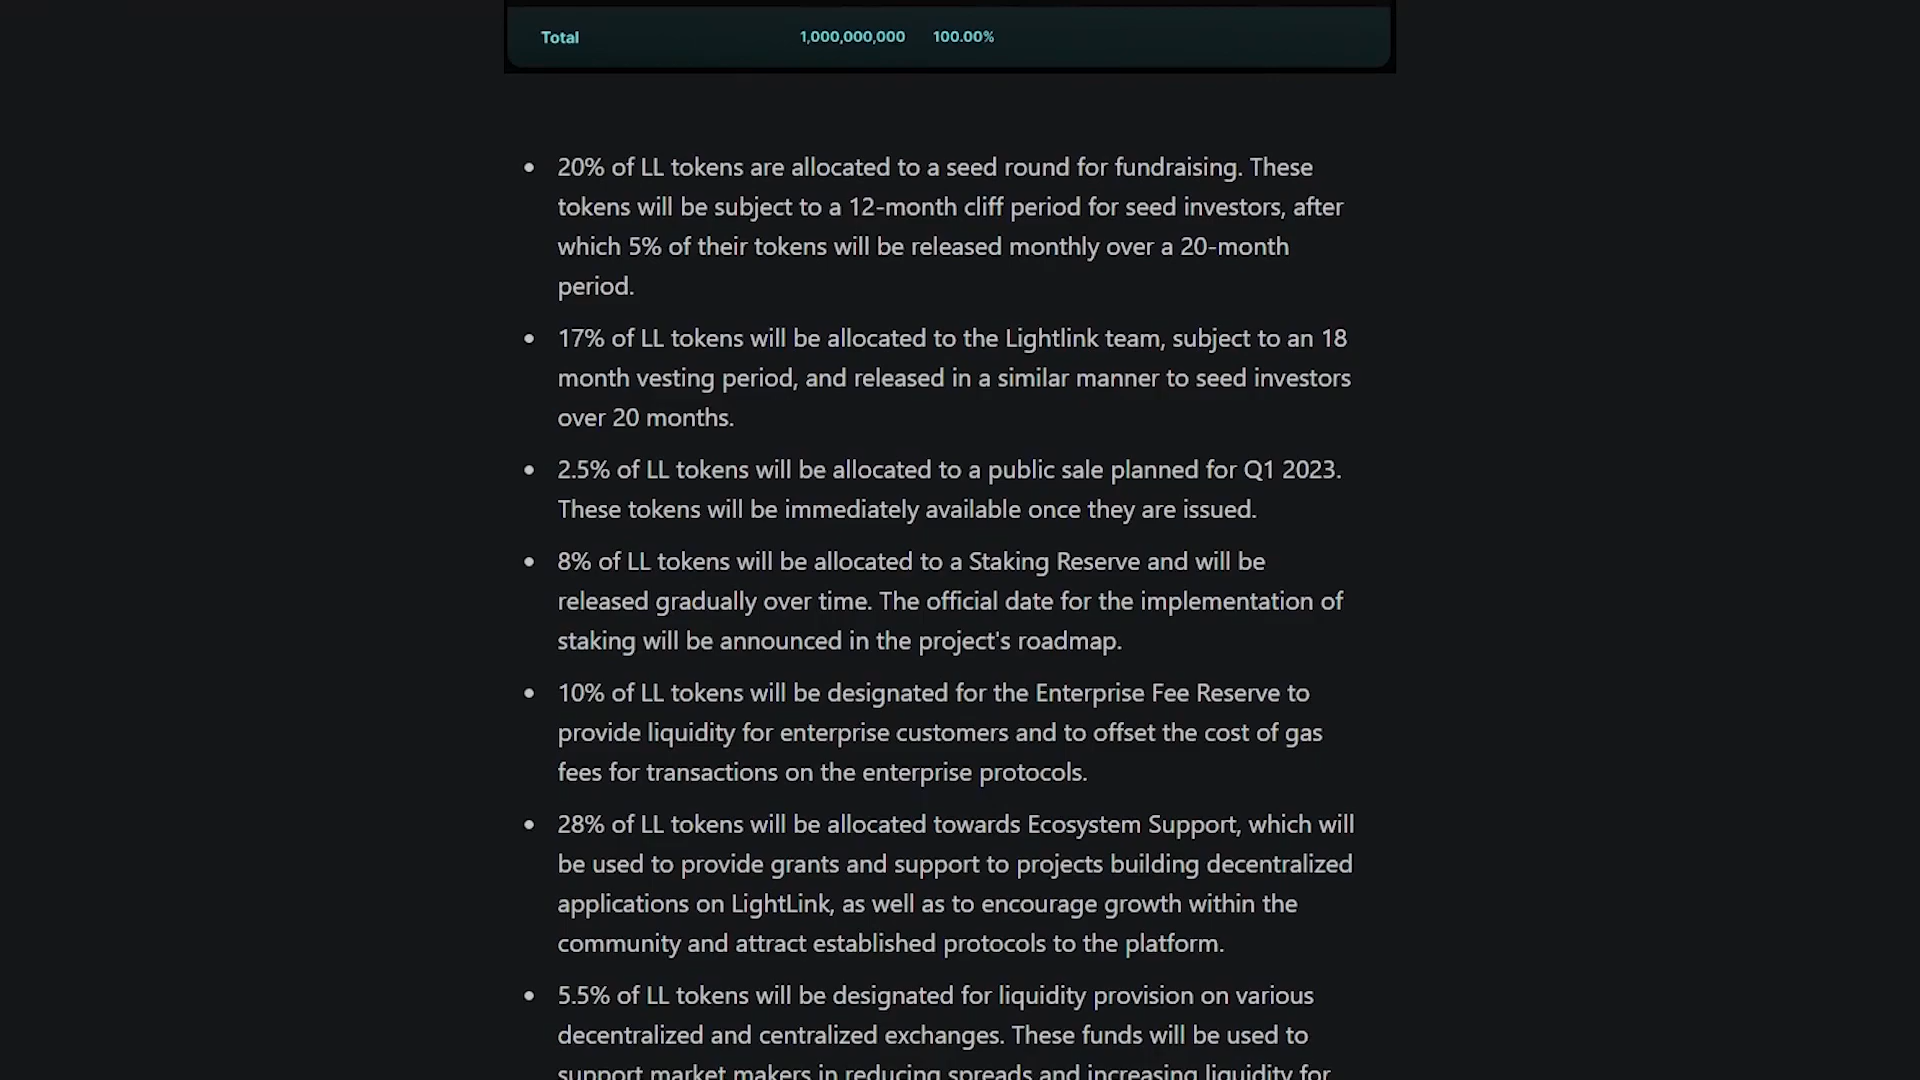 Total 1,000,000,000 100.00%
• 20% of LL tokens are allocated to a seed round for fundraising. These
tokens will be subject to a 12-month cliff period for seed investors, after
which 5% of their tokens will be released monthly over a 20-month
period.
• 17% of LL tokens will be allocated to the Lightlink team, subject to an 18
month vesting period, and released in a similar manner to seed investors
over 20 months.
• 2.5% of LL tokens will be allocated to a public sale planned for Q1 2023.
These tokens will be immediately available once they are issued.
• 8% of LL tokens will be allocated to a Staking Reserve and will be
released gradually over time. The official date for the implementation of
staking will be announced in the project's roadmap.
• 10% of LL tokens will be designated for the Enterprise Fee Reserve to
provide liquidity for enterprise customers and to offset the cost of gas
fees for transactions on the enterprise protocols.
• 28% of LL tokens will be allocated towards Ecosystem Support, which will
be used to provide grants and support to projects building decentralized
applications on LightLink, as well as to encourage growth within the
community and attract established protocols to the platform.
• 5.5% of LL tokens will be designated for liquidity provision on various
decentralized and centralized exchanges. These funds will be used to
support market makers in reducing spreads and increasing liquidity for